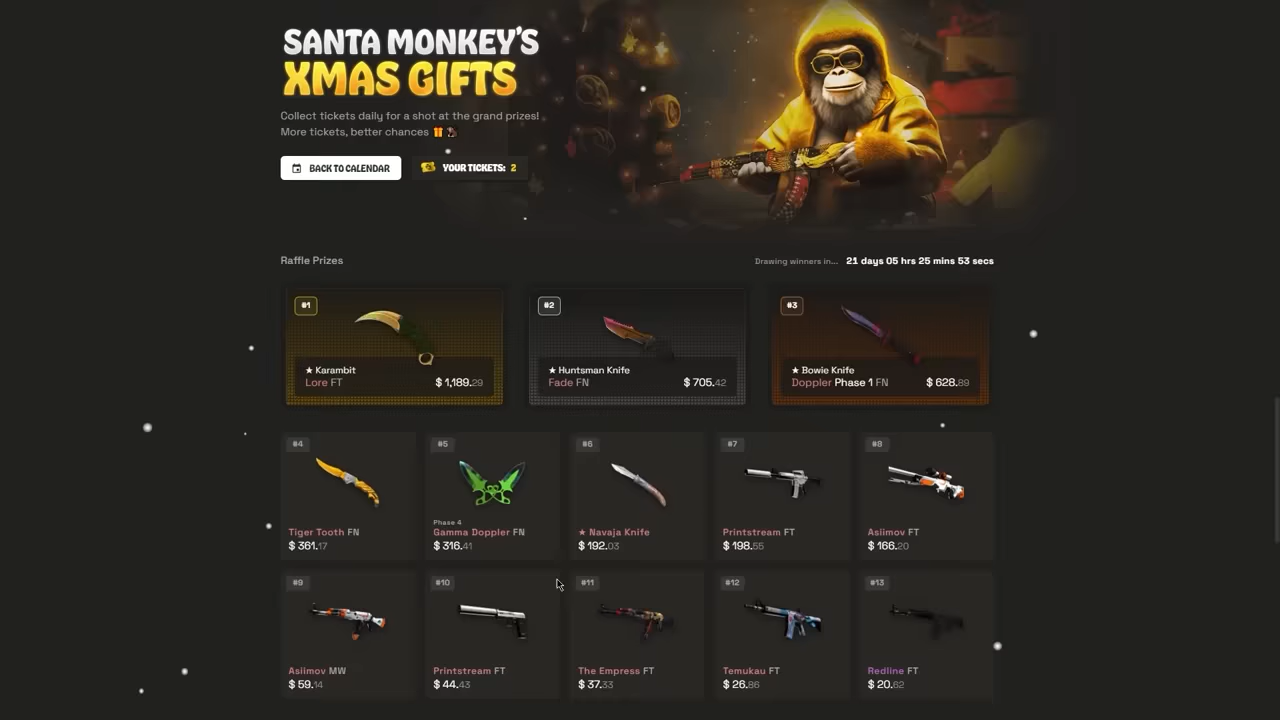 SANTA MONKEY'S
XMAS GIFTS
Collect tickets daily for a shot at the grand prizes!
More tickets, better chances
BACK TO CALENDAR
YOUR TICKETS: 2
Raffle Prizes
Drawing winners in... 21 days 05 hrs 25 mins 53 secs
#1
★ Karambit
Lore FT $ 1,189.29
#2
★ Huntsman Knife
Fade FN $ 705.42
#3
★ Bowie Knife
Doppler Phase 1 FN $ 628.89
#4
Tiger Tooth FN
$ 361.17
#5
Phase 4
Gamma Doppler FN
$ 316.41
#6
★ Navaja Knife
$ 192.03
#7
Printstream FT
$ 198.55
#8
Asiimov FT
$ 166.20
#9
Asiimov MW
$ 59.14
#10
Printstream FT
$ 44.43
#11
The Empress FT
$ 37.33
#12
Temukau FT
$ 26.86
#13
Redline FT
$ 20.62